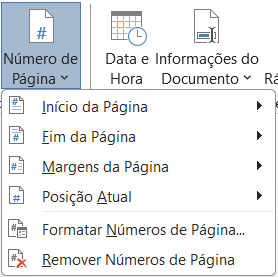 Número de
Página
Data e
Hora
Informações do
Documento
Início da Página
Fim da Página
Margens da Página
Posição Atual
Formatar Números de Página...
Remover Números de Página